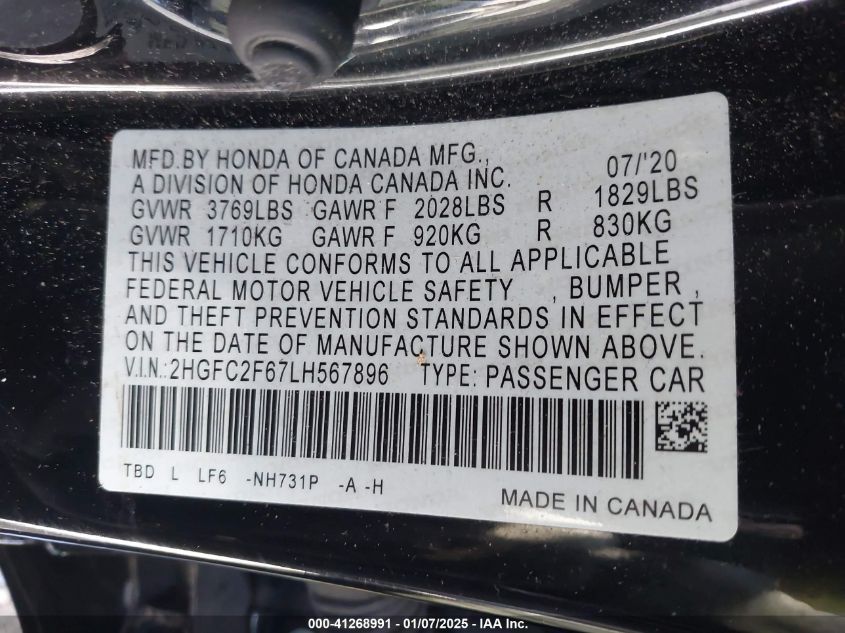 MFD.BY HONDA OF CANADA MFG., 07/'20
A DIVISION OF HONDA CANADA INC.
GVWR 3769LBS GAWR F 2028LBS R 1829LBS
GVWR 1710KG GAWR F 920KG R 830KG
THIS VEHICLE CONFORMS TO ALL APPLICABLE
FEDERAL MOTOR VEHICLE SAFETY , BUMPER ,
AND THEFT PREVENTION STANDARDS IN EFFECT
ON THE DATE OF MANUFACTURE SHOWN ABOVE.
V.I.N.:2HGFC2F67LH567896 TYPE: PASSENGER CAR
TBD L LF6 -NH731P -A -H
MADE IN CANADA
000-41268991 - 01/07/2025 - IAA Inc.